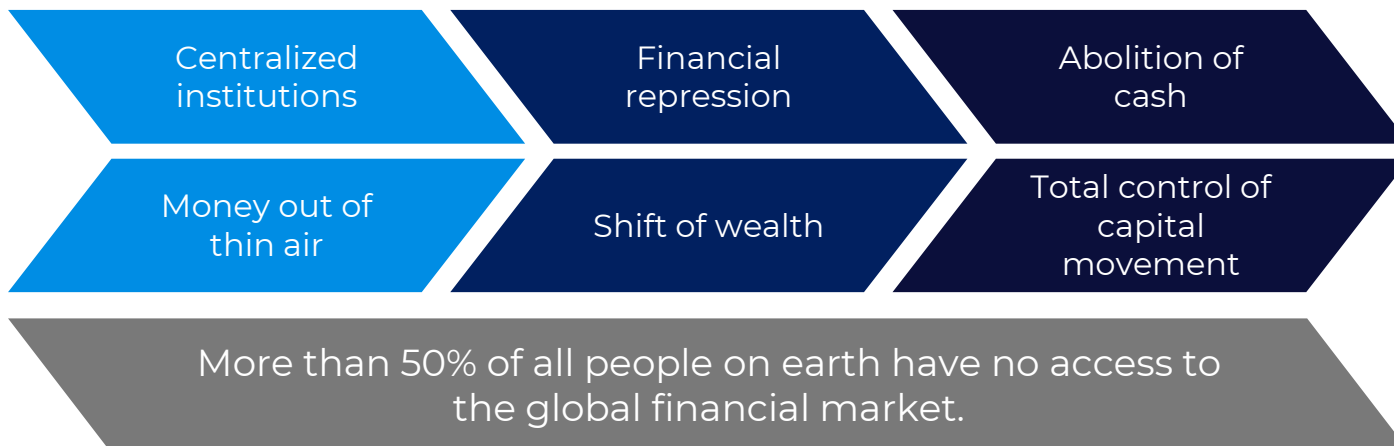 Centralized
institutions
Financial
repression
Abolition of
cash
Money out of
thin air
Shift of wealth
Total control of
capital
movement
More than 50% of all people on earth have no access to
the global financial market.